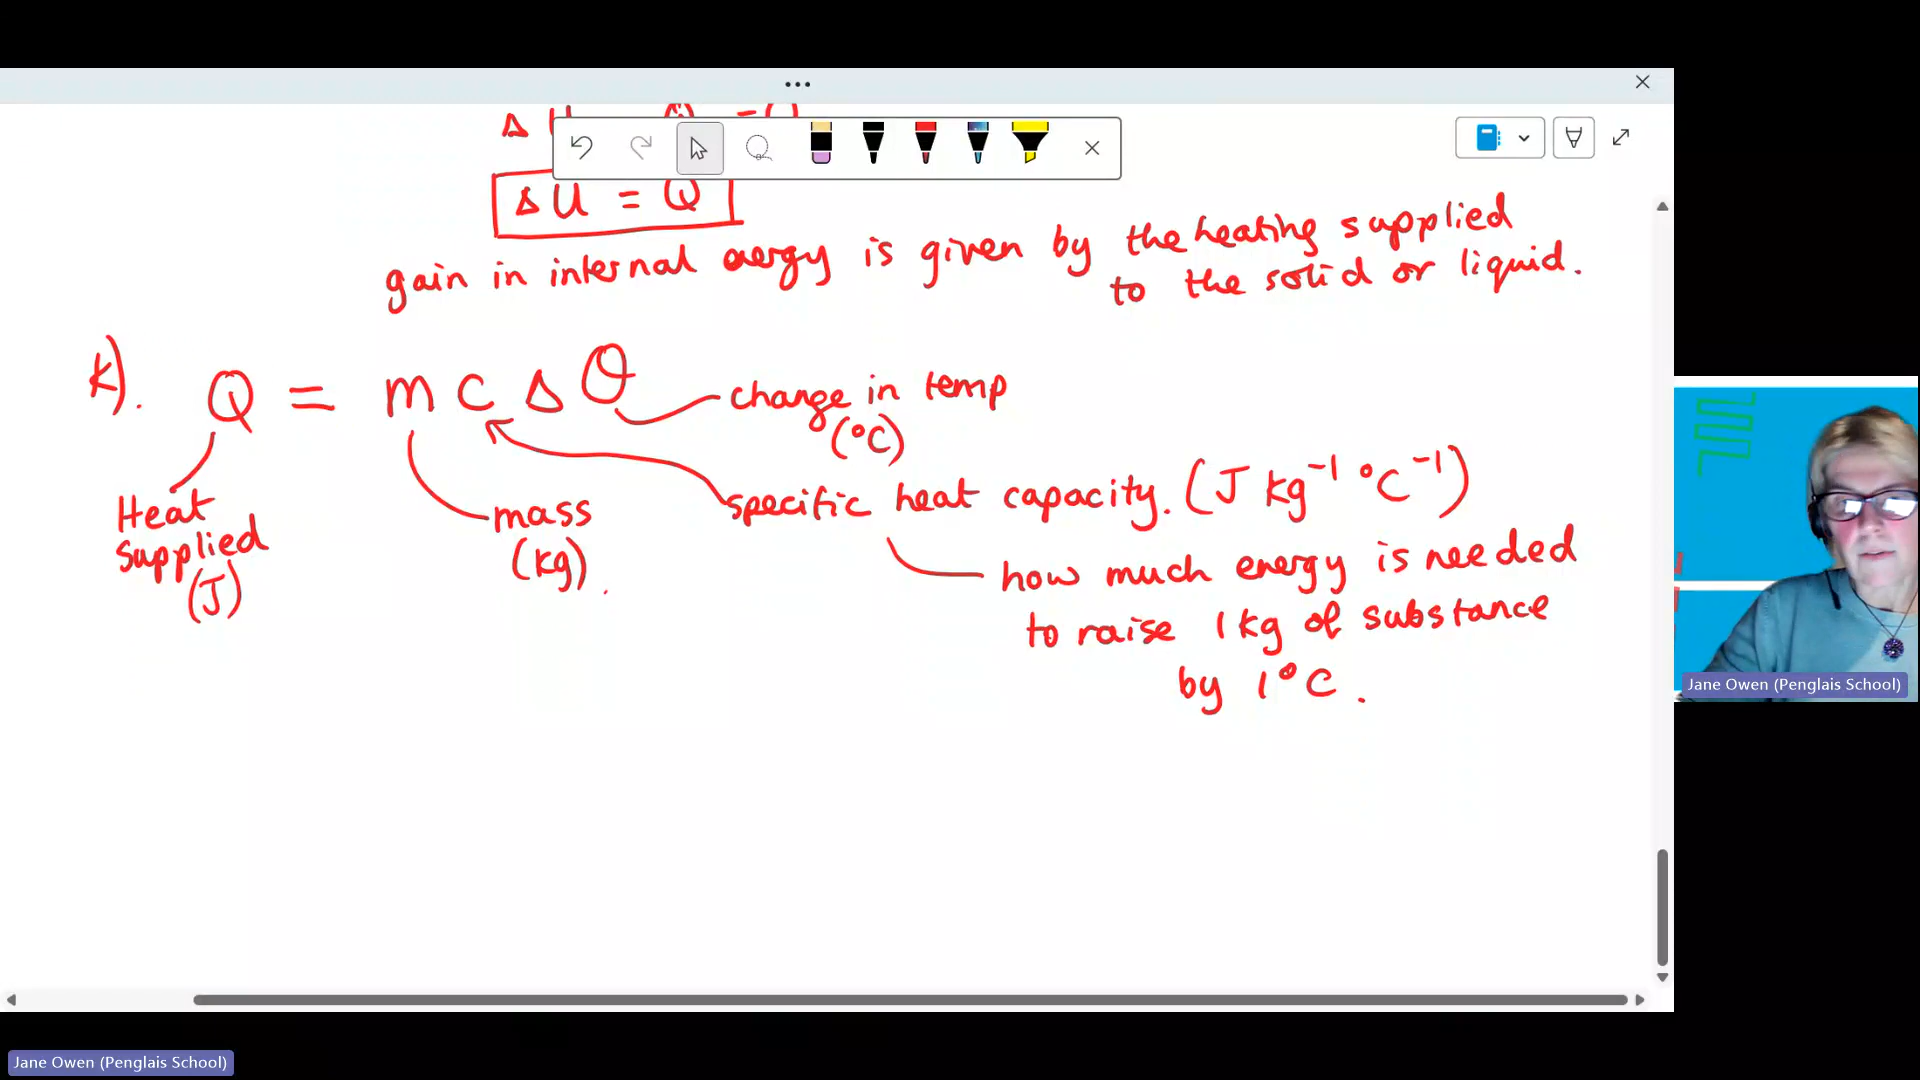 ΔU = Q
gain in internal energy is given by the heating supplied
to the solid or liquid.
K). Q = m c Δ θ
change in temp
(°C)
specific heat capacity. (J kg⁻¹ °C⁻¹)
Heat
supplied
(J)
mass
(kg).
how much energy is needed
to raise 1 kg of substance
by 1°C.
Jane Owen (Penglais School)
Jane Owen (Penglais School)